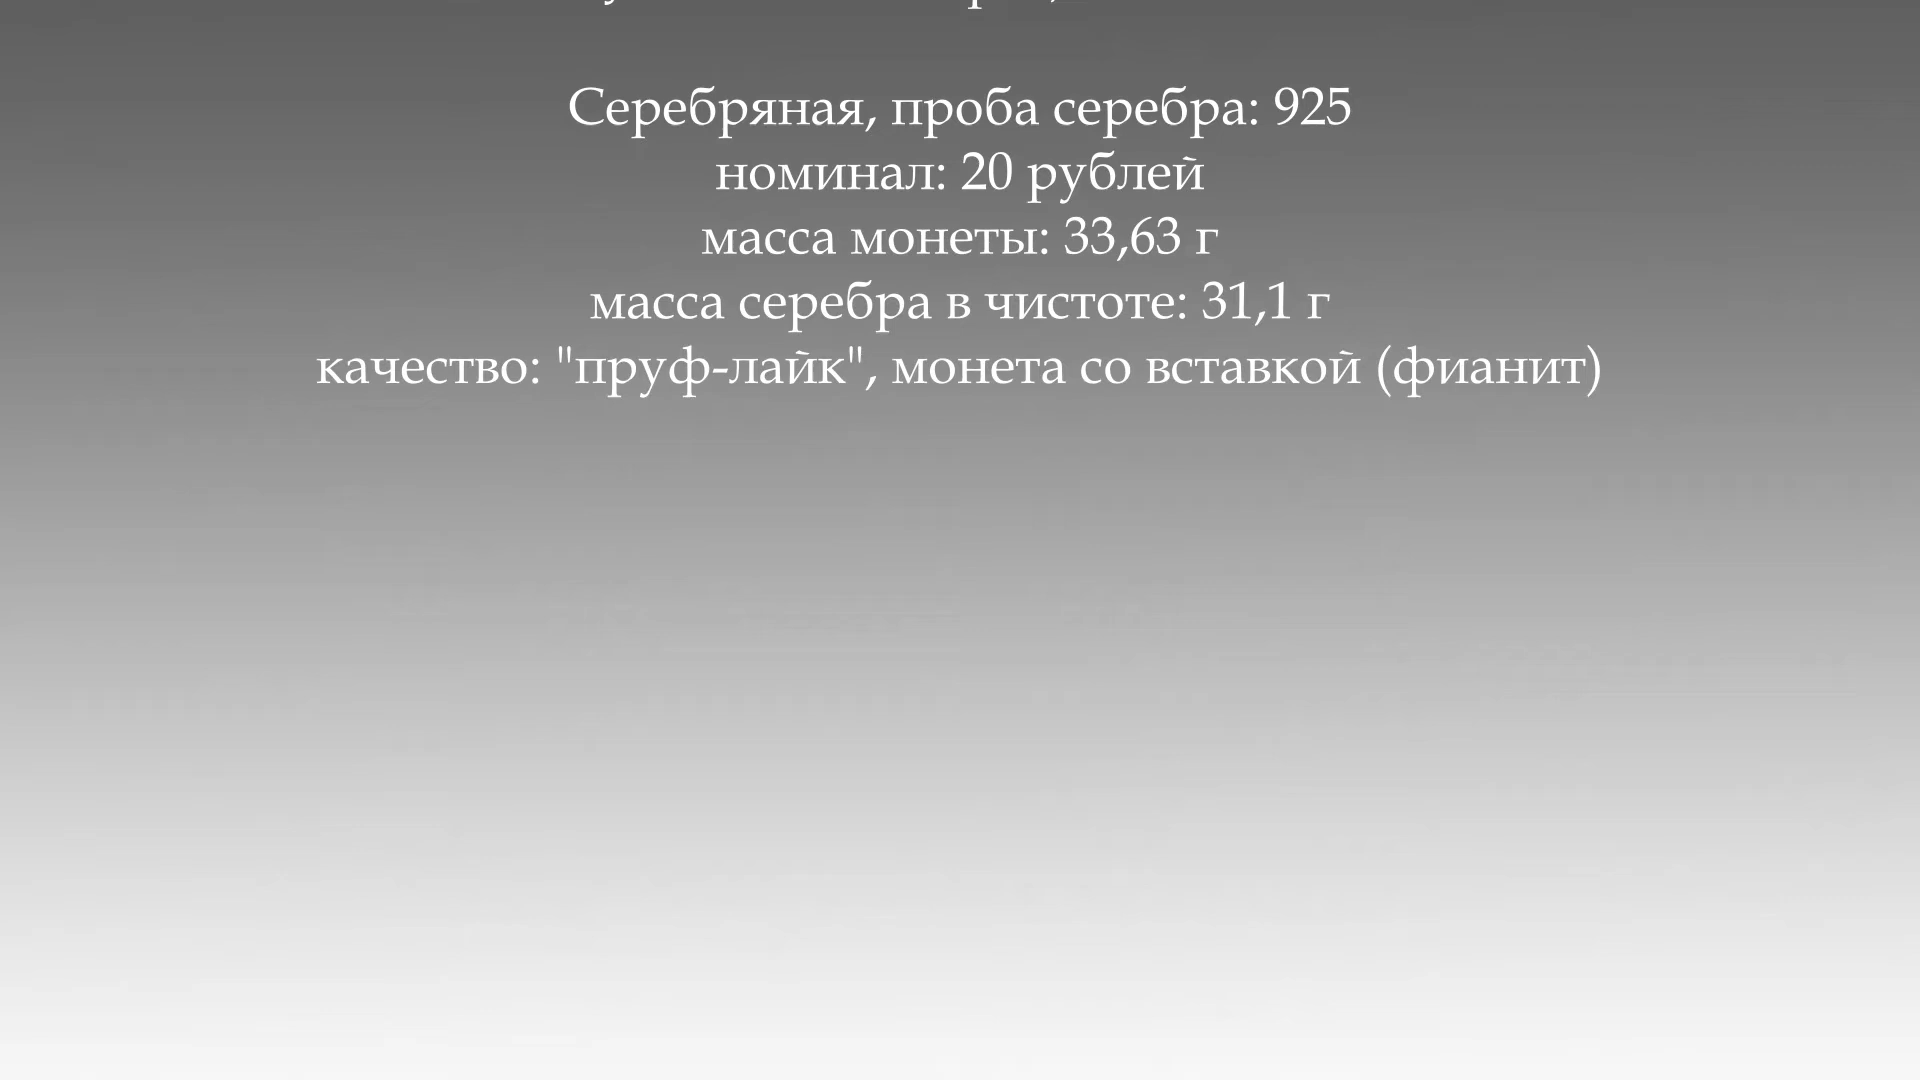 Серебряная, проба серебра: 925
номинал: 20 рублей
масса монеты: 33,63 г
масса серебра в чистоте: 31,1 г
качество: "пруф-лайк", монета со вставкой (фианит)